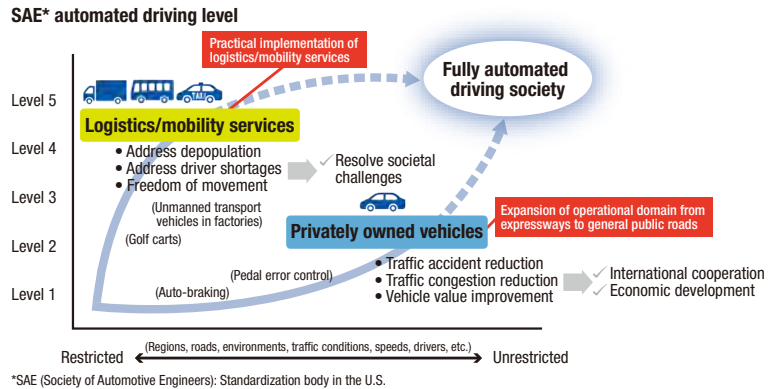 SAE* automated driving level
Practical implementation of
logistics/mobility services
Fully automated
driving society
Level 5
TAXI
Logistics/mobility services
Level 4
• Address depopulation
• Address driver shortages
• Freedom of movement
✓ Resolve societal
challenges
Level 3
(Unmanned transport
vehicles in factories)
Expansion of operational domain from
expressways to general public roads
Privately owned vehicles
Level 2
(Golf carts)
• Traffic accident reduction
• Traffic congestion reduction
• Vehicle value improvement
✓ International cooperation
✓ Economic development
(Pedal error control)
Level 1
(Auto-braking)
Restricted
(Regions, roads, environments, traffic conditions, speeds, drivers, etc.)
Unrestricted
*SAE (Society of Automotive Engineers): Standardization body in the U.S.